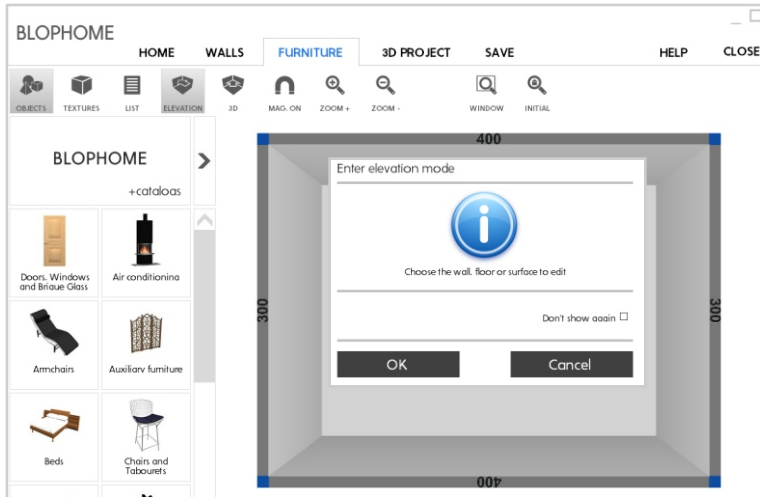 BLOPHOME
HOME WALLS FURNITURE 3D PROJECT SAVE HELP CLOSE
OBJECTS TEXTURES LIST ELEVATION 3D MAG. ON ZOOM + ZOOM - WINDOW INITIAL
BLOPHOME
+cataloas
Doors. Windows
and Briaue Glass
Air conditionina
Armchairs
Auxiliarv furniture
Beds
Chairs and
Tabourets
400
Enter elevation mode
Choose the wall. floor or surface to edit
Don't show aaain
OK Cancel
300
300
400